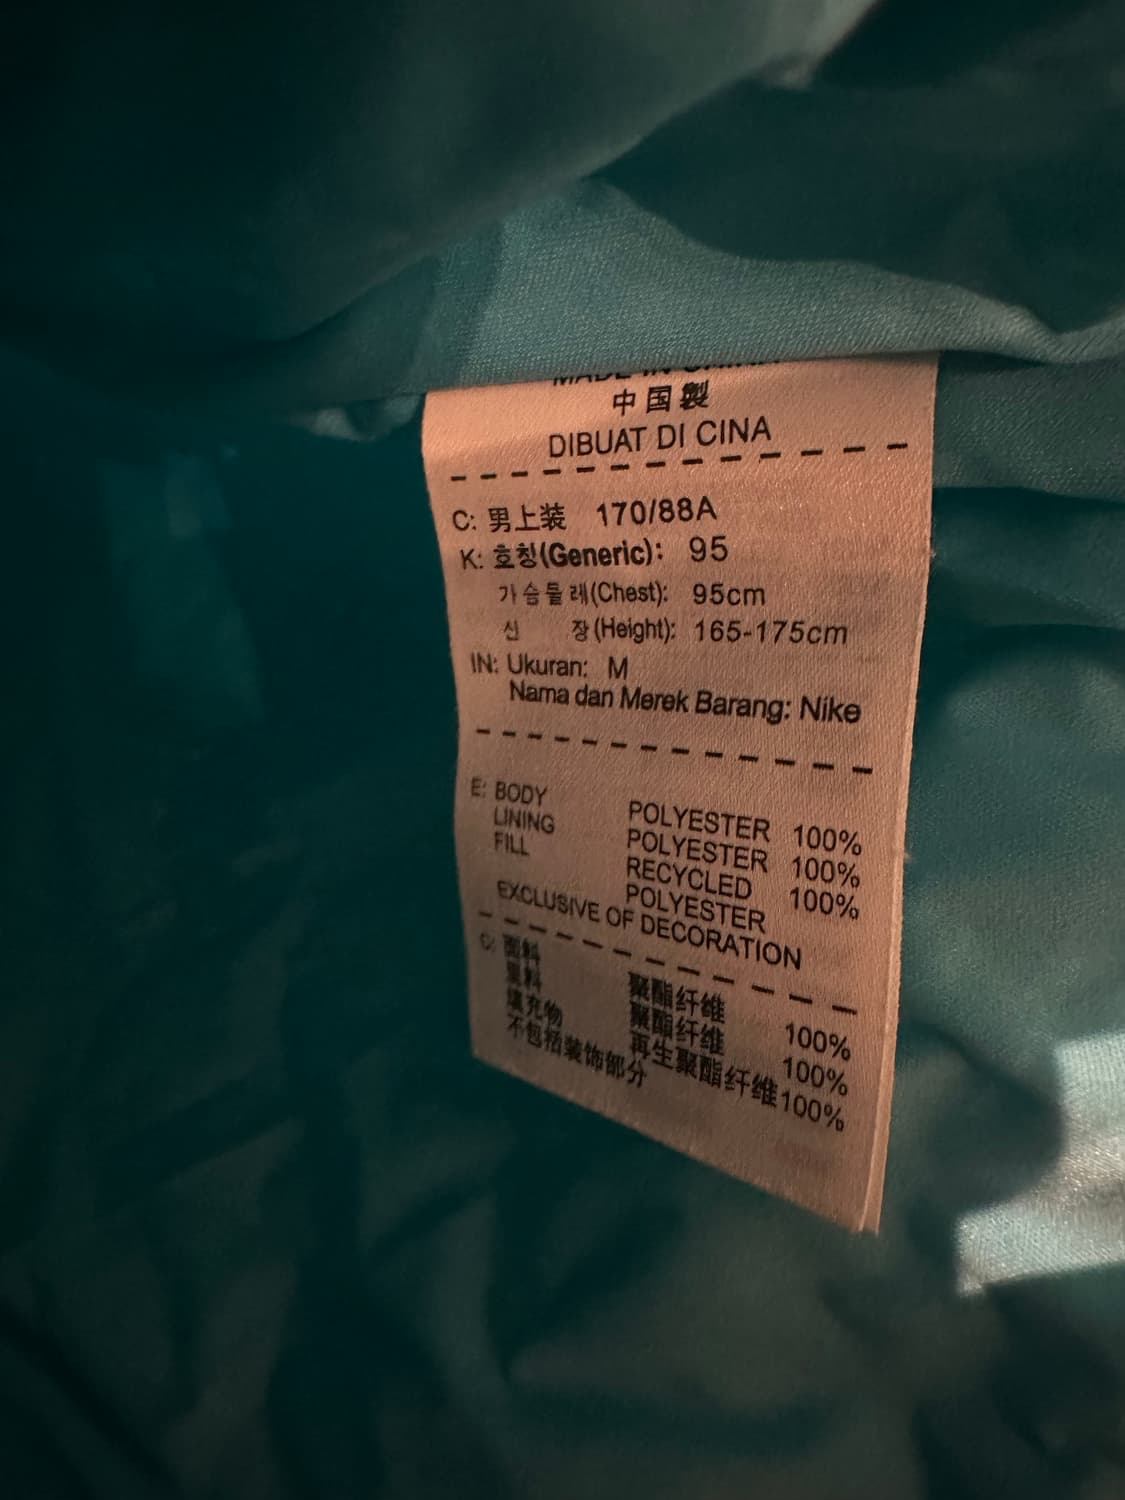 MADE IN CHINA
中国製
DIBUAT DI CINA
C: 男上装 170/88A
K: 호칭(Generic): 95
가슴둘레(Chest): 95cm
신 장(Height): 165-175cm
IN: Ukuran: M
Nama dan Merek Barang: Nike
E: BODY POLYESTER 100%
LINING POLYESTER 100%
FILL RECYCLED 100%
POLYESTER
EXCLUSIVE OF DECORATION
C: 面料 聚酯纤维 100%
里料 聚酯纤维 100%
填充物 再生聚酯纤维 100%
不包括装饰部分